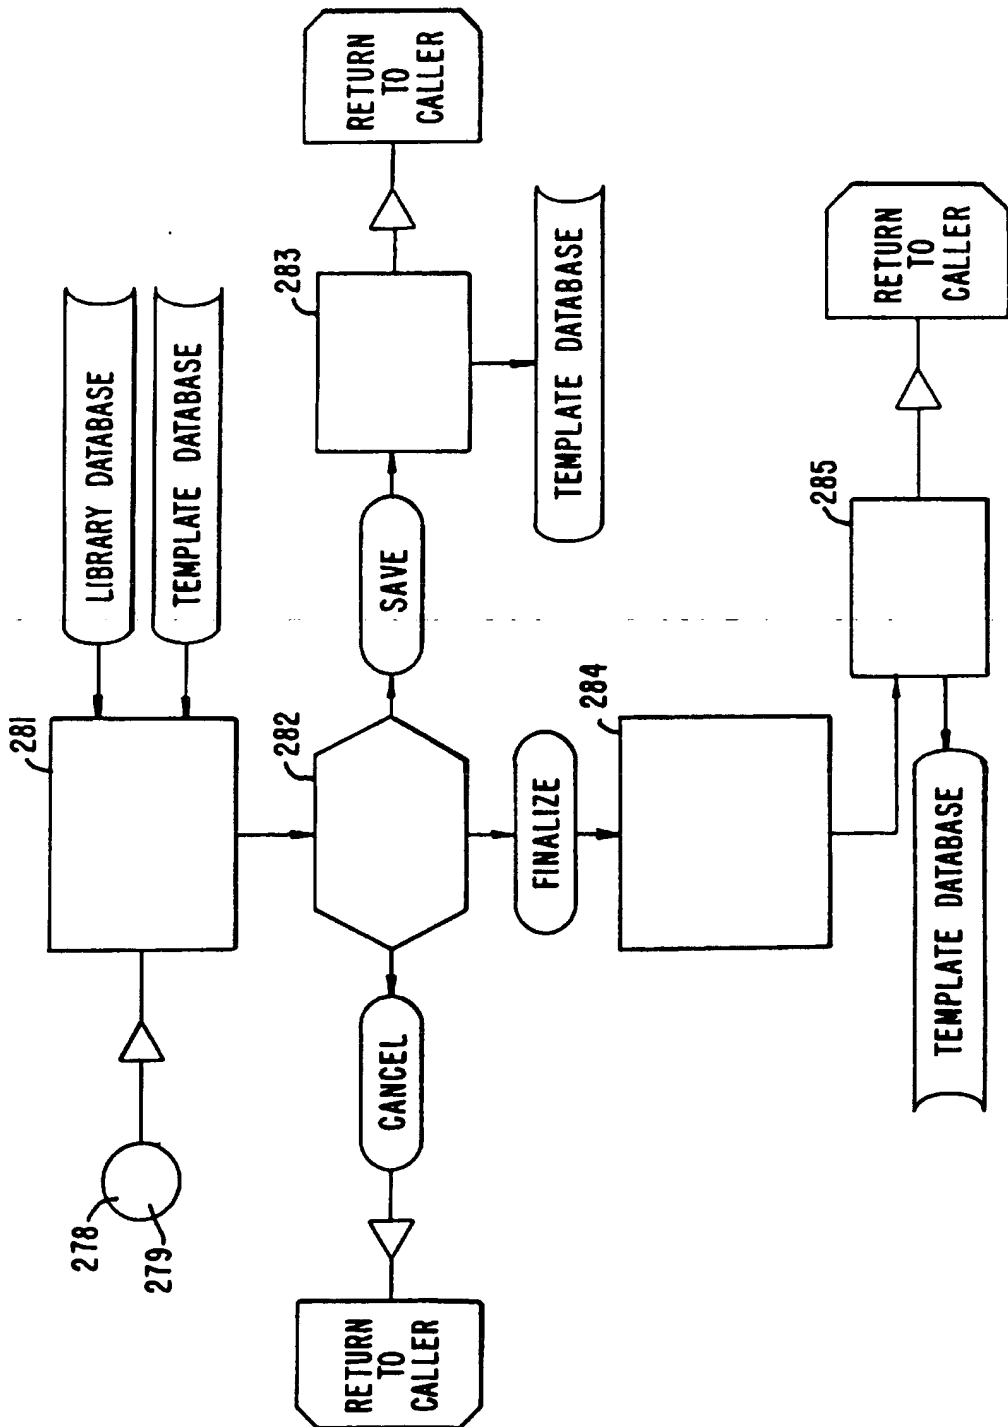 281
278
LIBRARY DATABASE
279
TEMPLATE DATABASE
282
283
RETURN
TO
CALLER
CANCEL
SAVE
RETURN
TO
CALLER
FINALIZE
TEMPLATE DATABASE
284
285
RETURN
TO
CALLER
TEMPLATE DATABASE